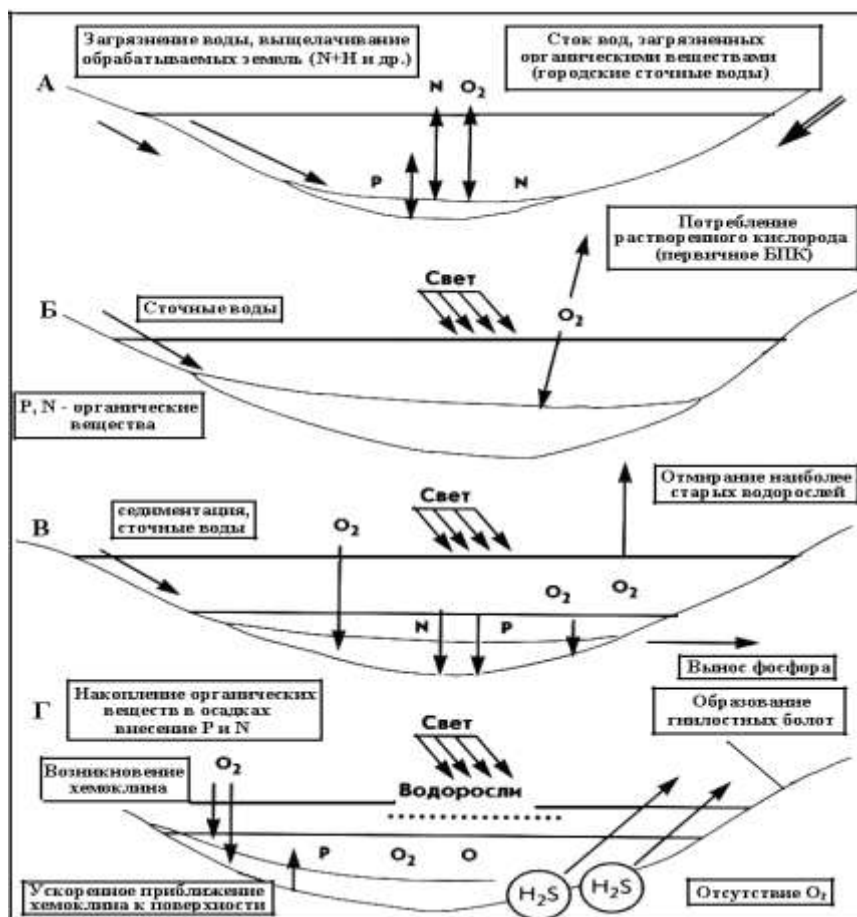 Загрязнение воды, выщелачивание
обрабатываемых земель (N+H и др.)
Сток вод, загрязненных
органическими веществами
(городские сточные воды)
А
N O₂
P N
Потребление
растворенного кислорода
(первичное БПК)
Свет
Б
Сточные воды
O₂
P, N - органические
вещества
Свет
Отмирание наиболее
старых водорослей
седиментация,
сточные воды
В
O₂
O₂ O₂
N P
Вынос фосфора
Г
Накопление органических
веществ в осадках
внесение P и N
Свет
Образование
гнилостных болот
Возникновение
хемоклина
O₂
Водоросли
P O₂ O
Ускоренное приближение
хемоклина к поверхности
H₂S H₂S
Отсутствие O₂